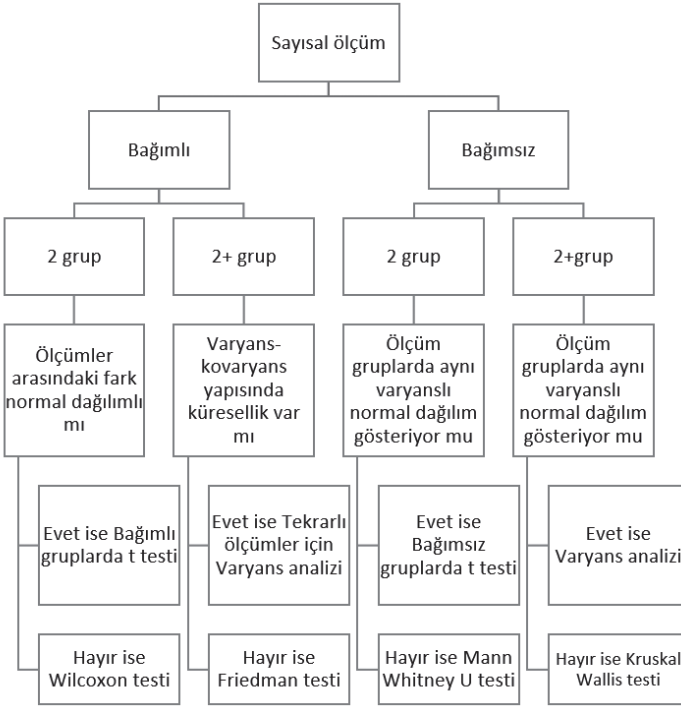 Sayısal ölçüm
Bağımlı
Bağımsız
2 grup
2+ grup
2 grup
2+grup
Ölçümler
arasındaki fark
normal dağılımlı
mı
Varyans-
kovaryans
yapısında
küresellik var
mı
Ölçüm
gruplarda aynı
varyanslı
normal dağılım
gösteriyor mu
Ölçüm
gruplarda aynı
varyanslı
normal dağılım
gösteriyor mu
Evet ise Bağımlı
gruplarda t testi
Evet ise Tekrarlı
ölçümler için
Varyans analizi
Evet ise
Bağımsız
gruplarda t testi
Evet ise
Varyans analizi
Hayır ise
Wilcoxon testi
Hayır ise
Friedman testi
Hayır ise Mann
Whitney U testi
Hayır ise Kruskal
Wallis testi